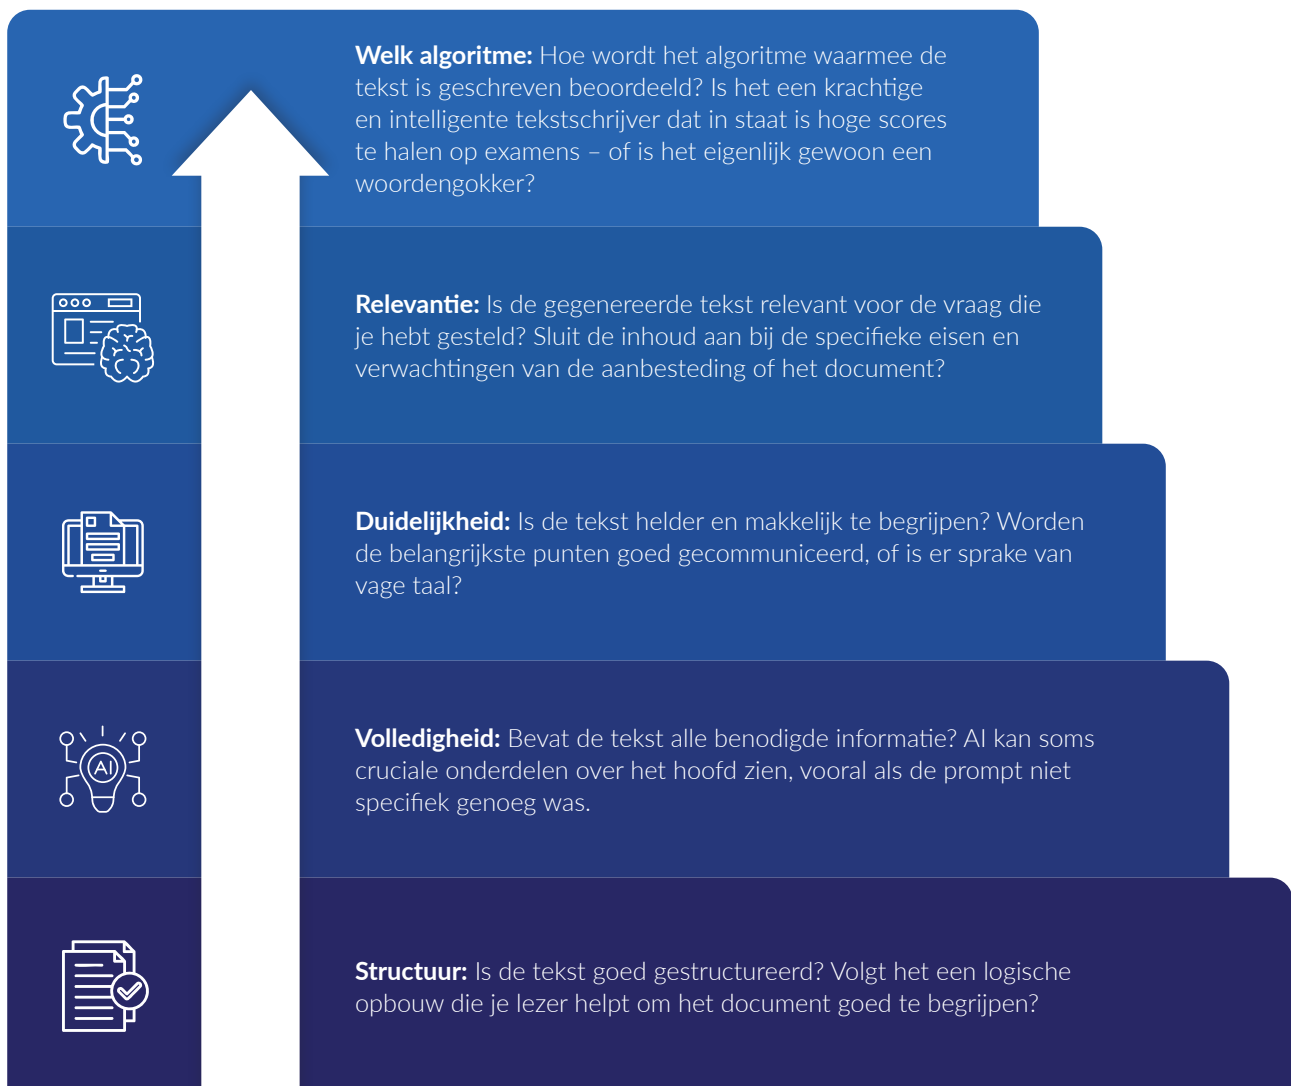 Welk algoritme: Hoe wordt het algoritme waarmee de
tekst is geschreven beoordeeld? Is het een krachtige
en intelligente tekstschrijver dat in staat is hoge scores
te halen op examens – of is het eigenlijk gewoon een
woordengokker?
Relevantie: Is de gegenereerde tekst relevant voor de vraag die
je hebt gesteld? Sluit de inhoud aan bij de specifieke eisen en
verwachtingen van de aanbesteding of het document?
Duidelijkheid: Is de tekst helder en makkelijk te begrijpen? Worden
de belangrijkste punten goed gecommuniceerd, of is er sprake van
vage taal?
AI
Volledigheid: Bevat de tekst alle benodigde informatie? AI kan soms
cruciale onderdelen over het hoofd zien, vooral als de prompt niet
specifiek genoeg was.
Structuur: Is de tekst goed gestructureerd? Volgt het een logische
opbouw die je lezer helpt om het document goed te begrijpen?